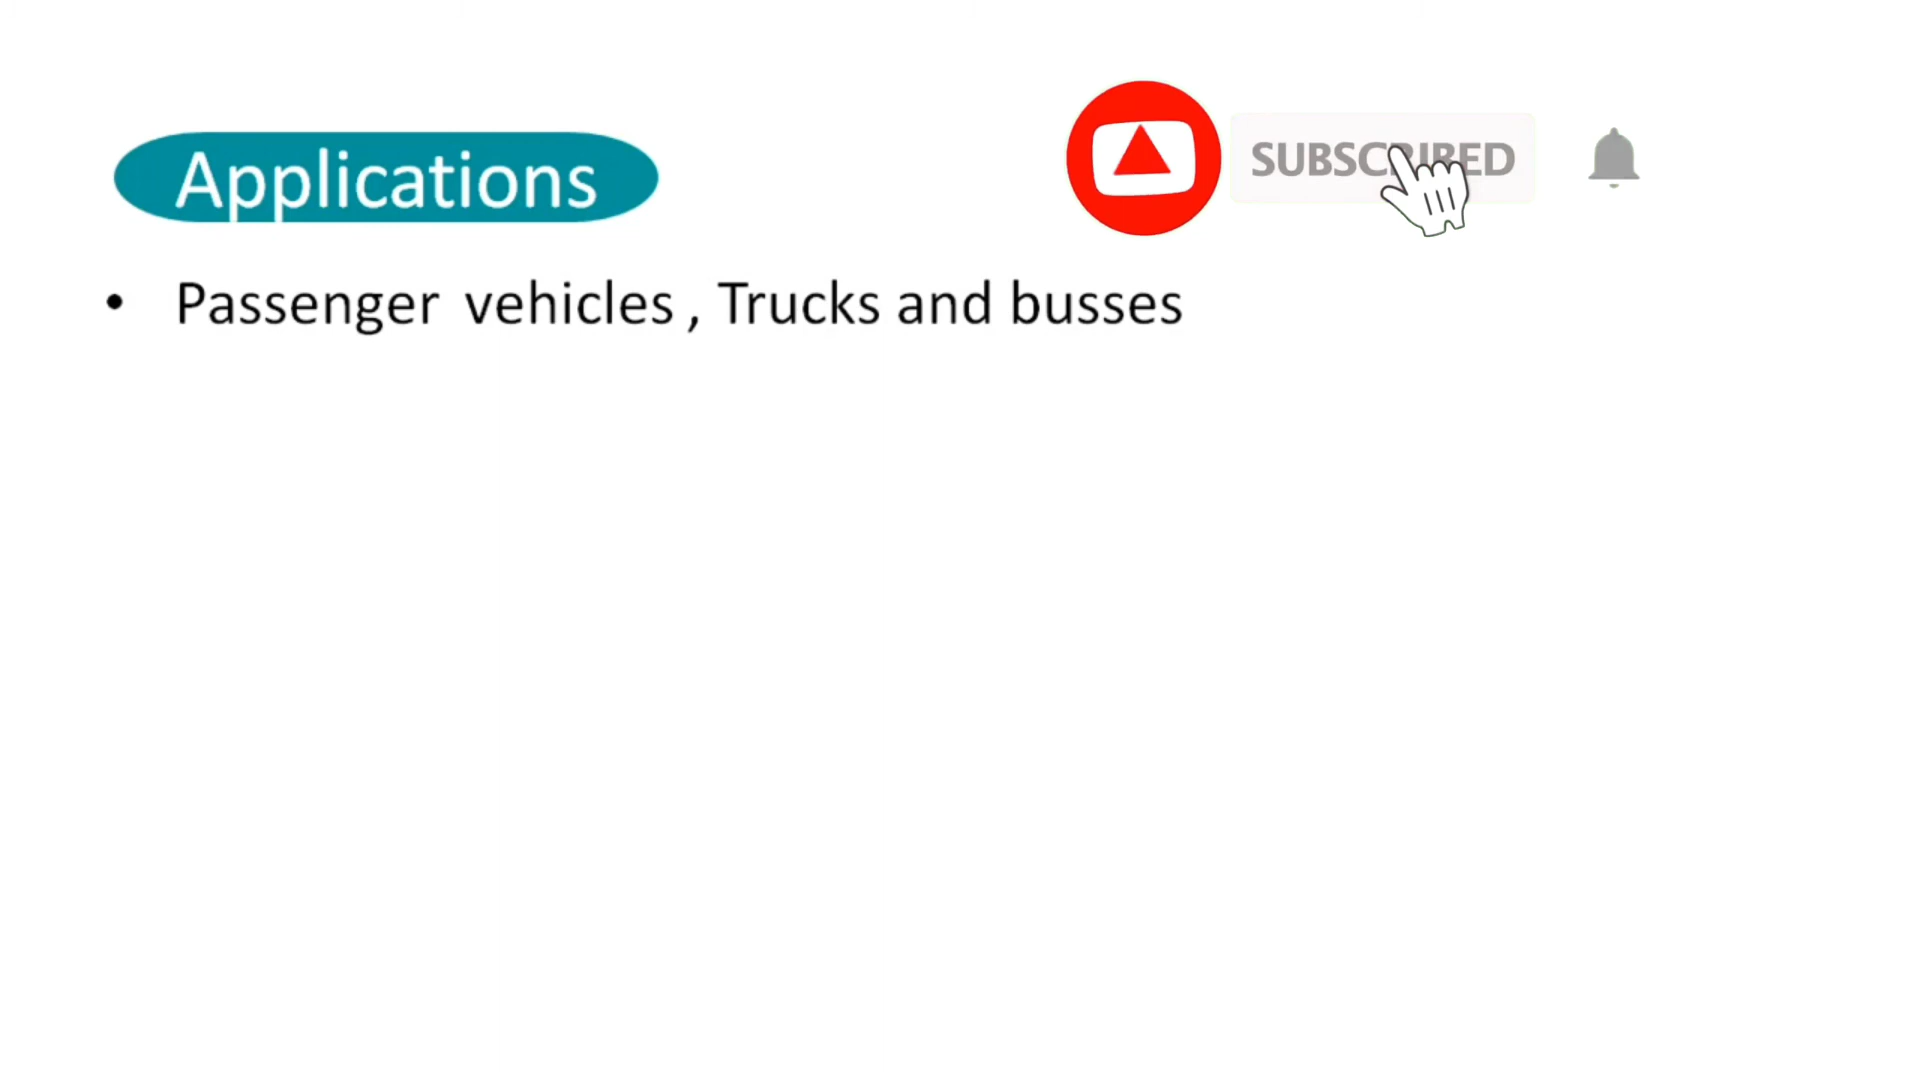 Applications
SUBSCRIBED
• Passenger vehicles , Trucks and busses